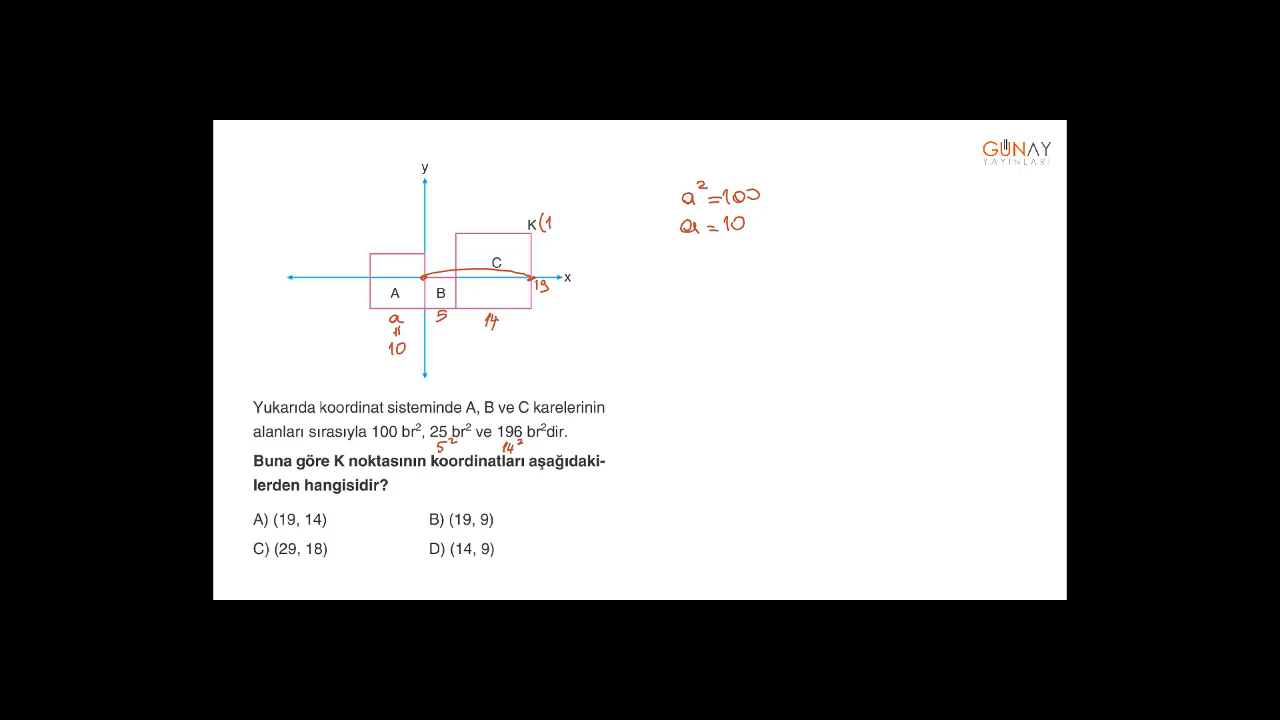 GÜNAY
YAYINLARI
y
a² = 100
a = 10
K (1
C
x
19
A
B
a
5
14
"
10
Yukarıda koordinat sisteminde A, B ve C karelerinin
alanları sırasıyla 100 br², 25 br² ve 196 br²dir.
5² 14²
Buna göre K noktasının koordinatları aşağıdaki-
lerden hangisidir?
A) (19, 14) B) (19, 9)
C) (29, 18) D) (14, 9)